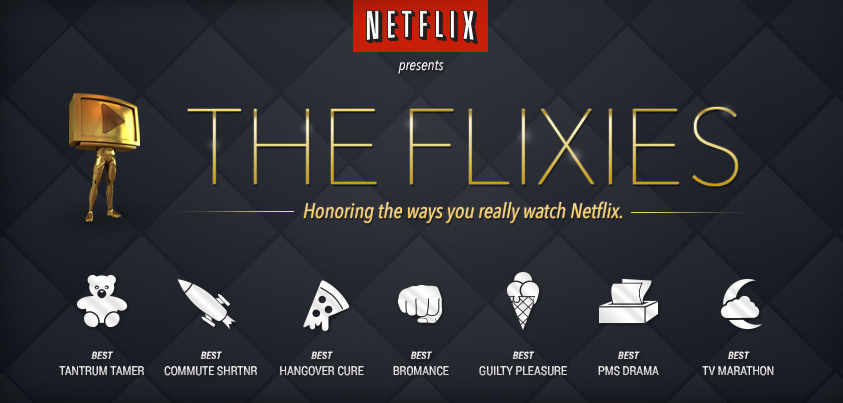 NETFLIX
presents
THE FLIXIES
Honoring the ways you really watch Netflix.
BEST
TANTRUM TAMER
BEST
COMMUTE SHRTNR
BEST
HANGOVER CURE
BEST
BROMANCE
BEST
GUILTY PLEASURE
BEST
PMS DRAMA
BEST
TV MARATHON